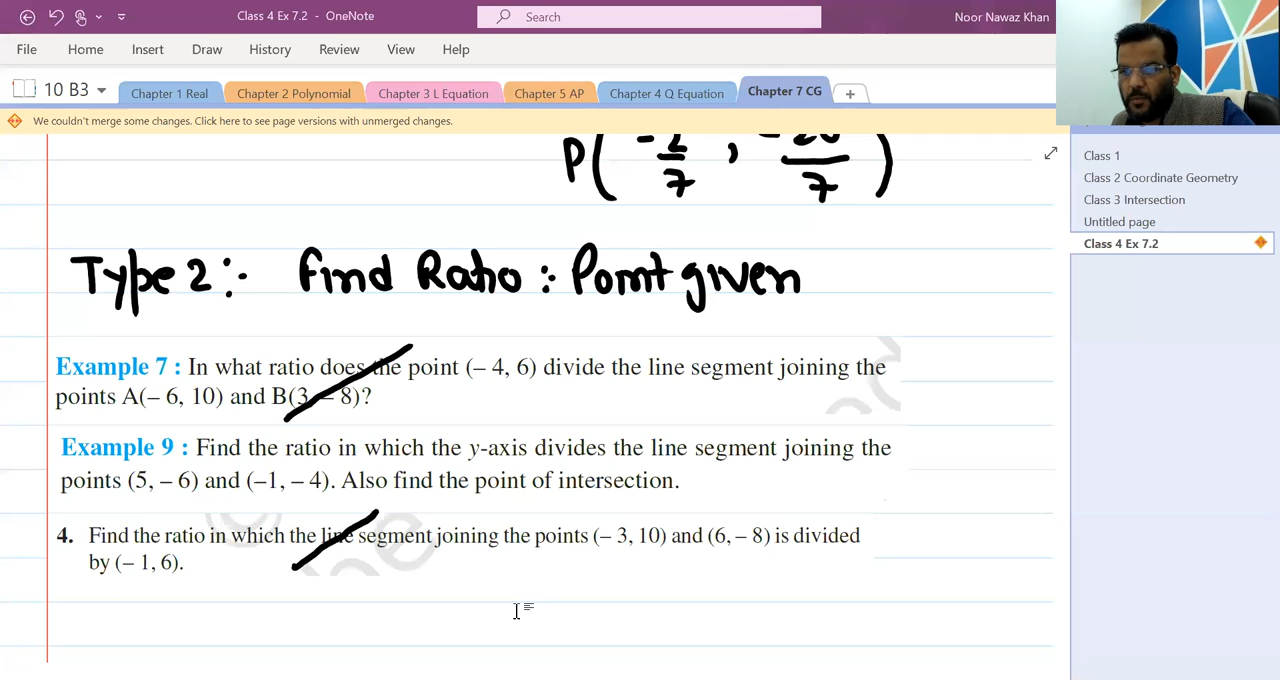 Class 4 Ex 7.2 - OneNote
Search
Noor Nawaz Khan
File Home Insert Draw History Review View Help
10 B3
Chapter 1 Real
Chapter 2 Polynomial
Chapter 3 L Equation
Chapter 5 AP
Chapter 4 Q Equation
Chapter 7 CG
We couldn't merge some changes. Click here to see page versions with unmerged changes.
Class 1
Class 2 Coordinate Geometry
Class 3 Intersection
Untitled page
Class 4 Ex 7.2
P(-2/7, -20/7)
Type 2:- Find Ratio : Point given
Example 7 : In what ratio does the point (– 4, 6) divide the line segment joining the
points A(– 6, 10) and B(3, – 8)?
Example 9 : Find the ratio in which the y-axis divides the line segment joining the
points (5, – 6) and (–1, – 4). Also find the point of intersection.
4. Find the ratio in which the line segment joining the points (– 3, 10) and (6, – 8) is divided
by (– 1, 6).